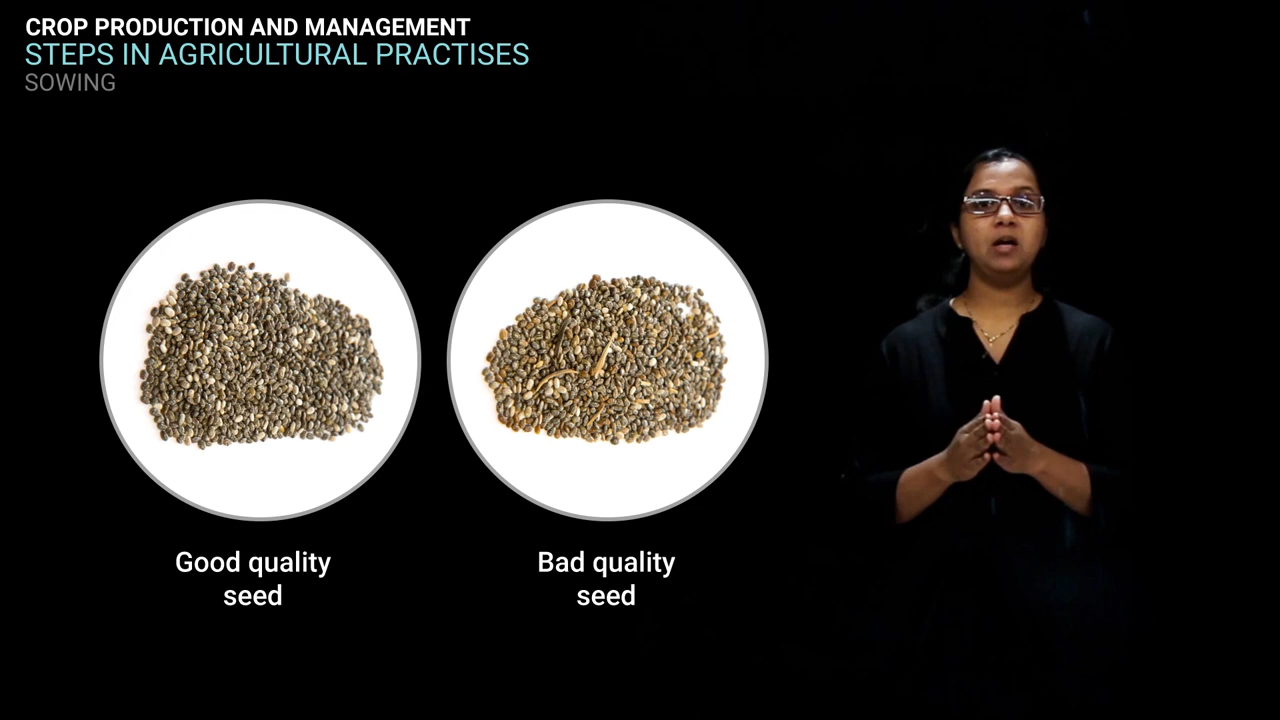 CROP PRODUCTION AND MANAGEMENT
STEPS IN AGRICULTURAL PRACTISES
SOWING
Good quality
seed
Bad quality
seed